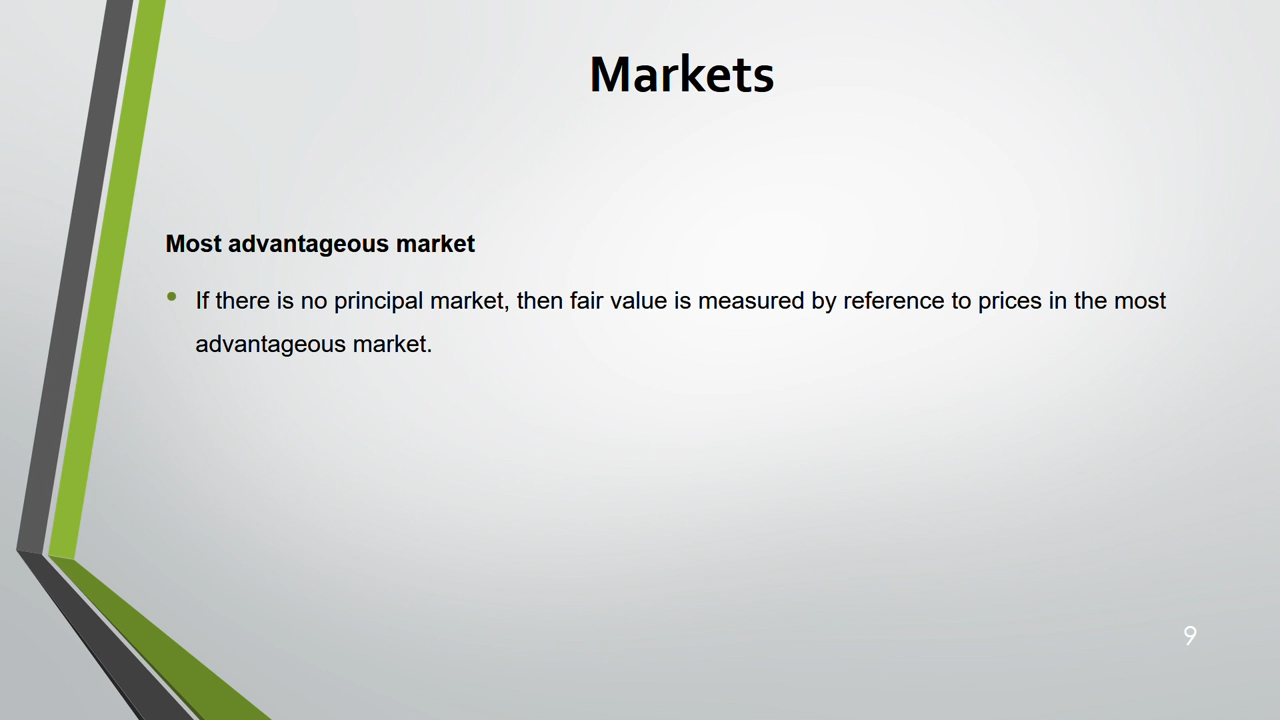 Markets
Most advantageous market
• If there is no principal market, then fair value is measured by reference to prices in the most
advantageous market.
9